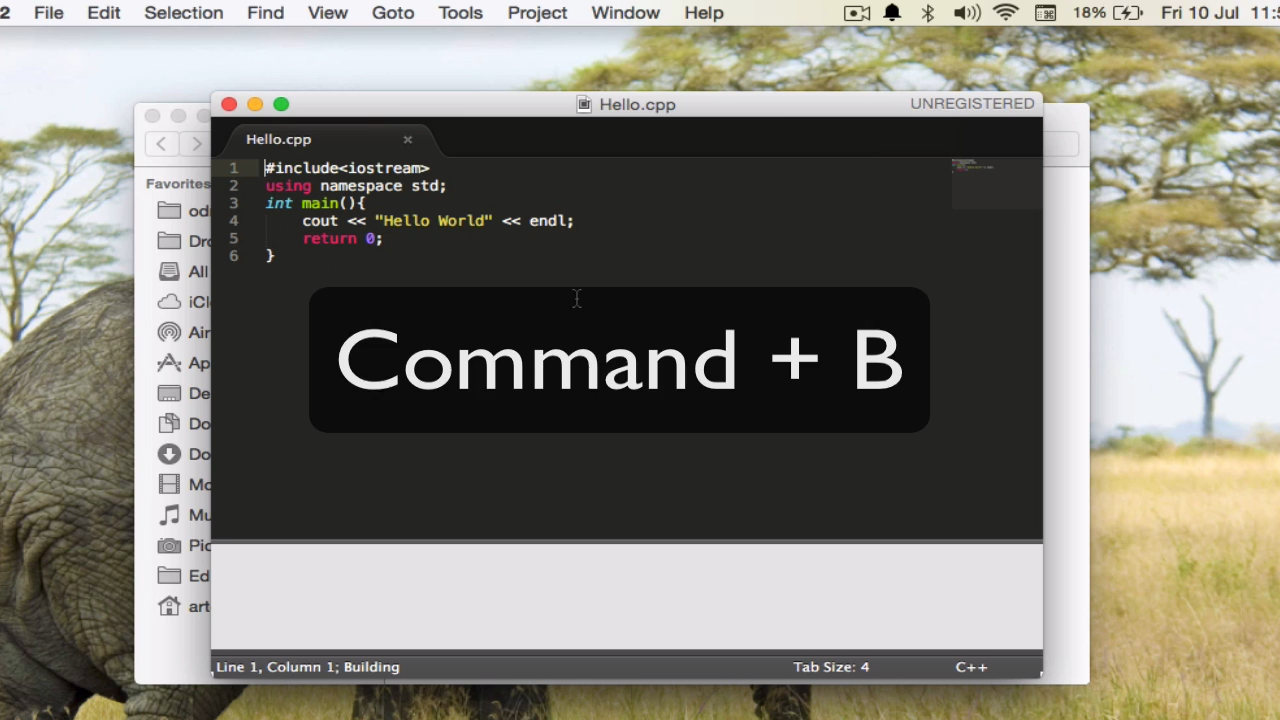 2 File Edit Selection Find View Goto Tools Project Window Help 18% Fri 10 Jul
Hello.cpp UNREGISTERED
Hello.cpp
Favorites
1 #include<iostream>
2 using namespace std;
3 int main(){
4 cout << "Hello World" << endl;
5 return 0;
6 }
All
Command + B
Line 1, Column 1; Building Tab Size: 4 C++